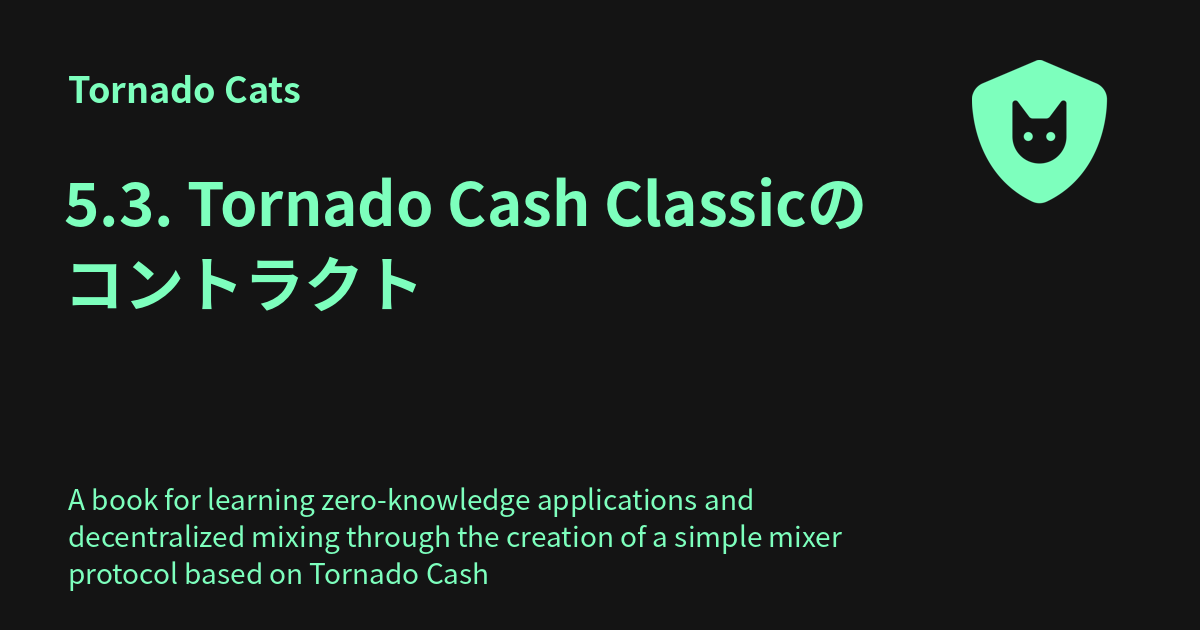 Tornado Cats
5.3. Tornado Cash Classicの
コントラクト
A book for learning zero-knowledge applications and
decentralized mixing through the creation of a simple mixer
protocol based on Tornado Cash